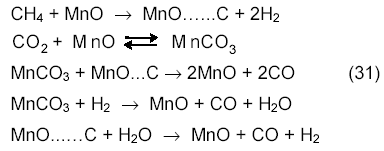 CH4 + MnO → MnO......C + 2H2
CO2 + MnO ⇌ MnCO3
MnCO3 + MnO...C → 2MnO + 2CO (31)
MnCO3 + H2 → MnO + CO + H2O
MnO......C + H2O → MnO + CO + H2